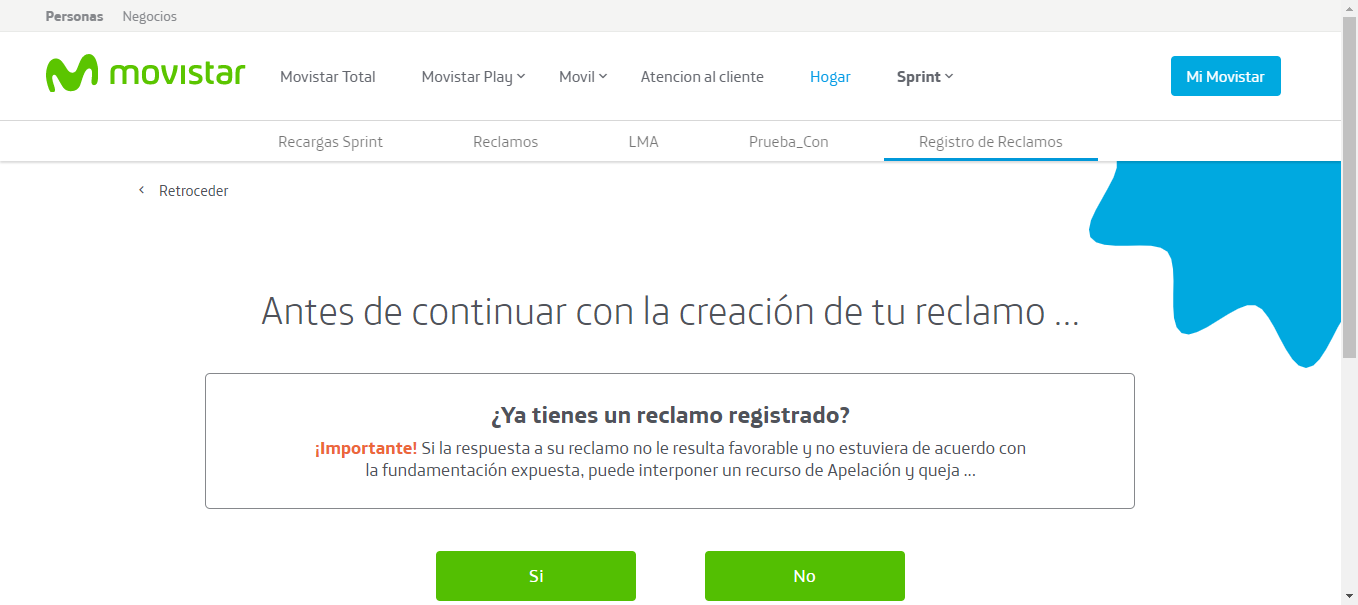 Personas Negocios
movistar Movistar Total Movistar Play Movil Atencion al cliente Hogar Sprint Mi Movistar
Recargas Sprint Reclamos LMA Prueba_Con Registro de Reclamos
Retroceder
Antes de continuar con la creación de tu reclamo ...
¿Ya tienes un reclamo registrado?
¡Importante! Si la respuesta a su reclamo no le resulta favorable y no estuviera de acuerdo con
la fundamentación expuesta, puede interponer un recurso de Apelación y queja ...
Si No